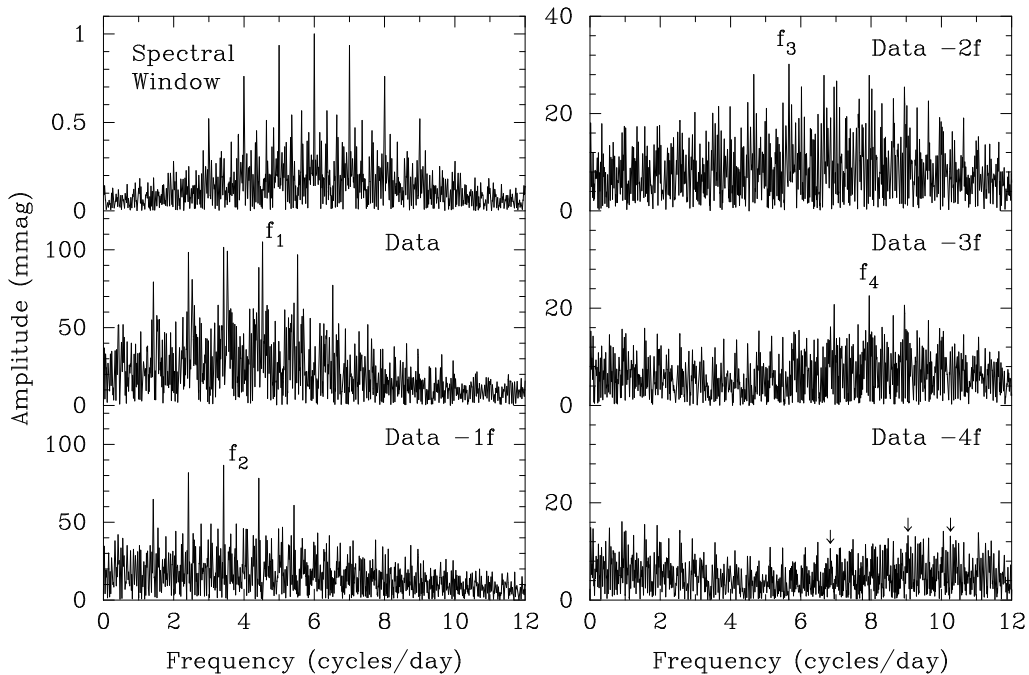 Amplitude (mmag)
Spectral
Window
1
0.5
0
f1
Data
100
50
0
f2
Data −1f
100
50
0
0 2 4 6 8 10 12
Frequency (cycles/day)
40
f3
Data −2f
20
0
Data −3f
f4
20
0
Data −4f
20
0
0 2 4 6 8 10 12
Frequency (cycles/day)